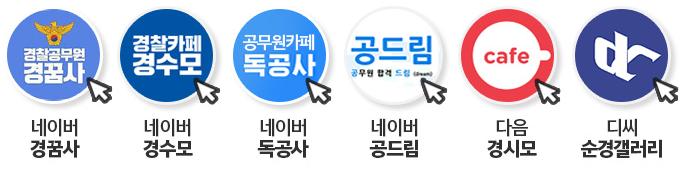 경찰공무원
경꿈사
네이버
경꿈사
경찰카페
경수모
네이버
경수모
공무원카페
독공사
네이버
독공사
공드림
공무원 합격 드림 (dream)
네이버
공드림
cafe
다음
경시모
dc
디씨
순경갤러리